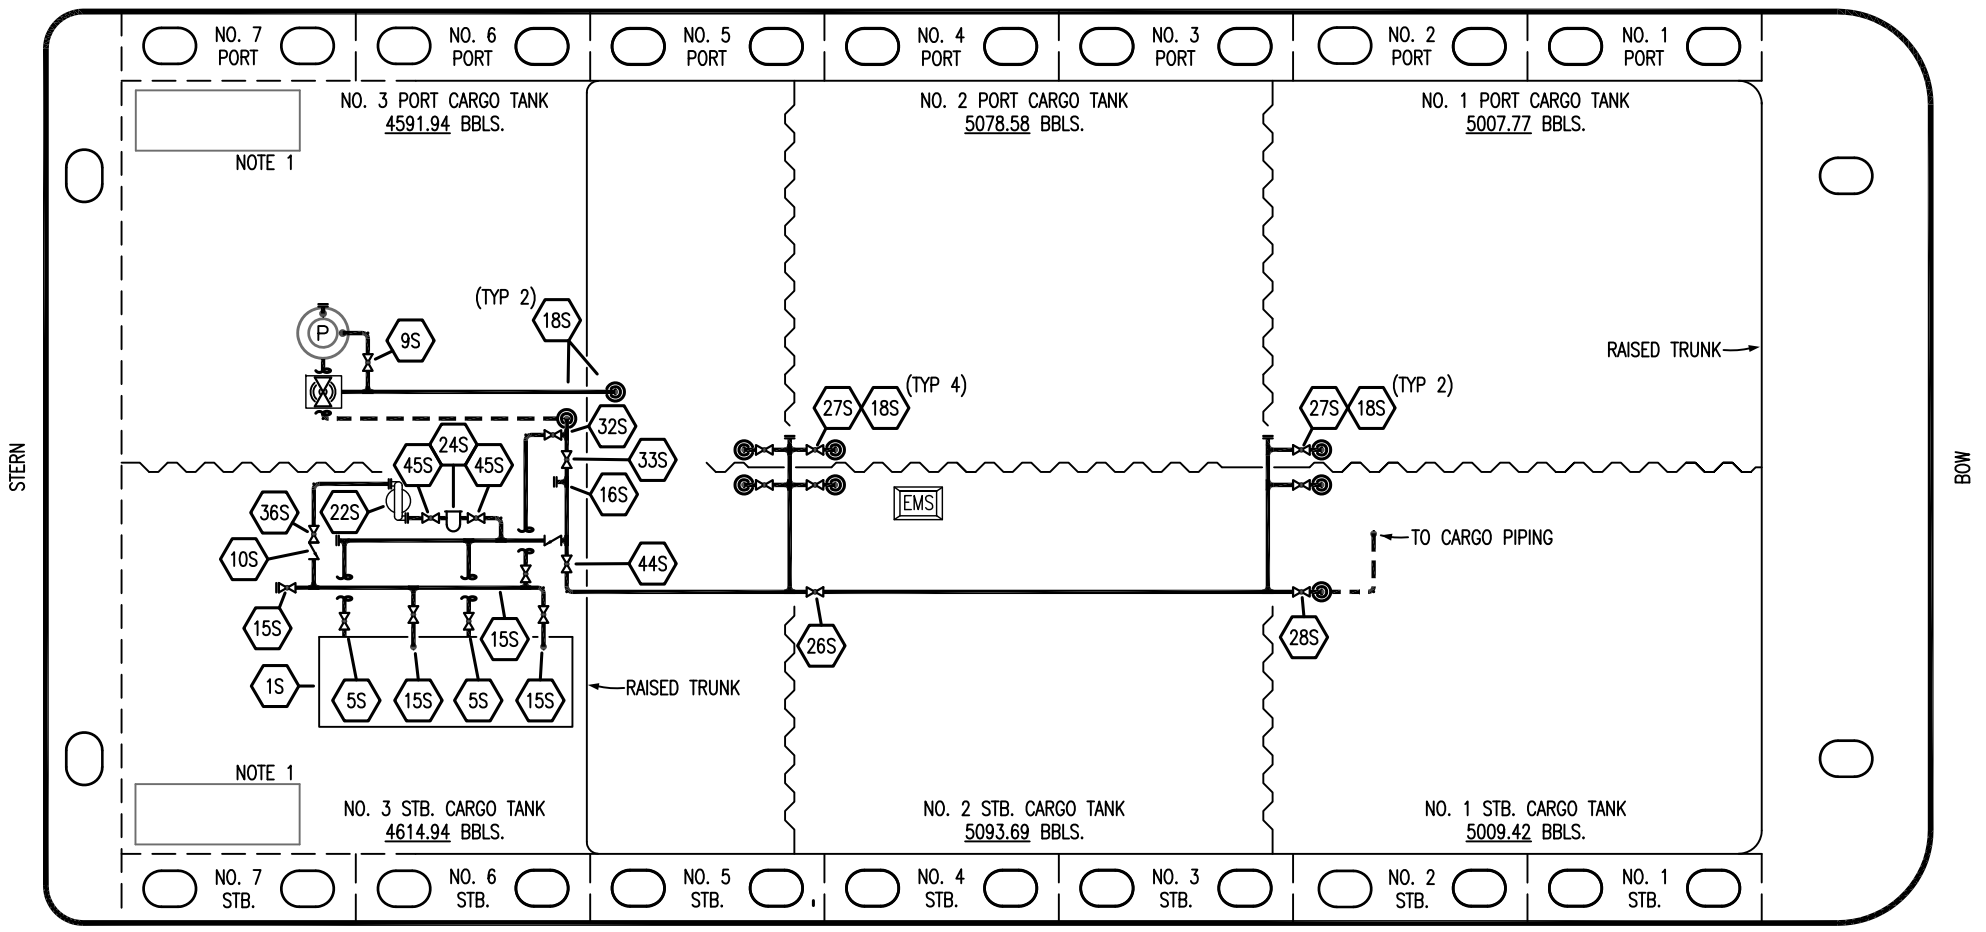 NO. 7
PORT
NO. 6
PORT
NO. 5
PORT
NO. 4
PORT
NO. 3
PORT
NO. 2
PORT
NO. 1
PORT
NO. 3 PORT CARGO TANK
4591.94 BBLS.
NO. 2 PORT CARGO TANK
5078.58 BBLS.
NO. 1 PORT CARGO TANK
5007.77 BBLS.
NOTE 1
(TYP 2)
18S
P
9S
RAISED TRUNK
27S
18S
(TYP 4)
27S
18S
(TYP 2)
32S
24S
45S
45S
33S
STERN
BOW
16S
EMS
36S
22S
TO CARGO PIPING
10S
44S
15S
15S
26S
28S
1S
5S
15S
5S
15S
RAISED TRUNK
NOTE 1
NO. 3 STB. CARGO TANK
4614.94 BBLS.
NO. 2 STB. CARGO TANK
5093.69 BBLS.
NO. 1 STB. CARGO TANK
5009.42 BBLS.
NO. 7
STB.
NO. 6
STB.
NO. 5
STB.
NO. 4
STB.
NO. 3
STB.
NO. 2
STB.
NO. 1
STB.